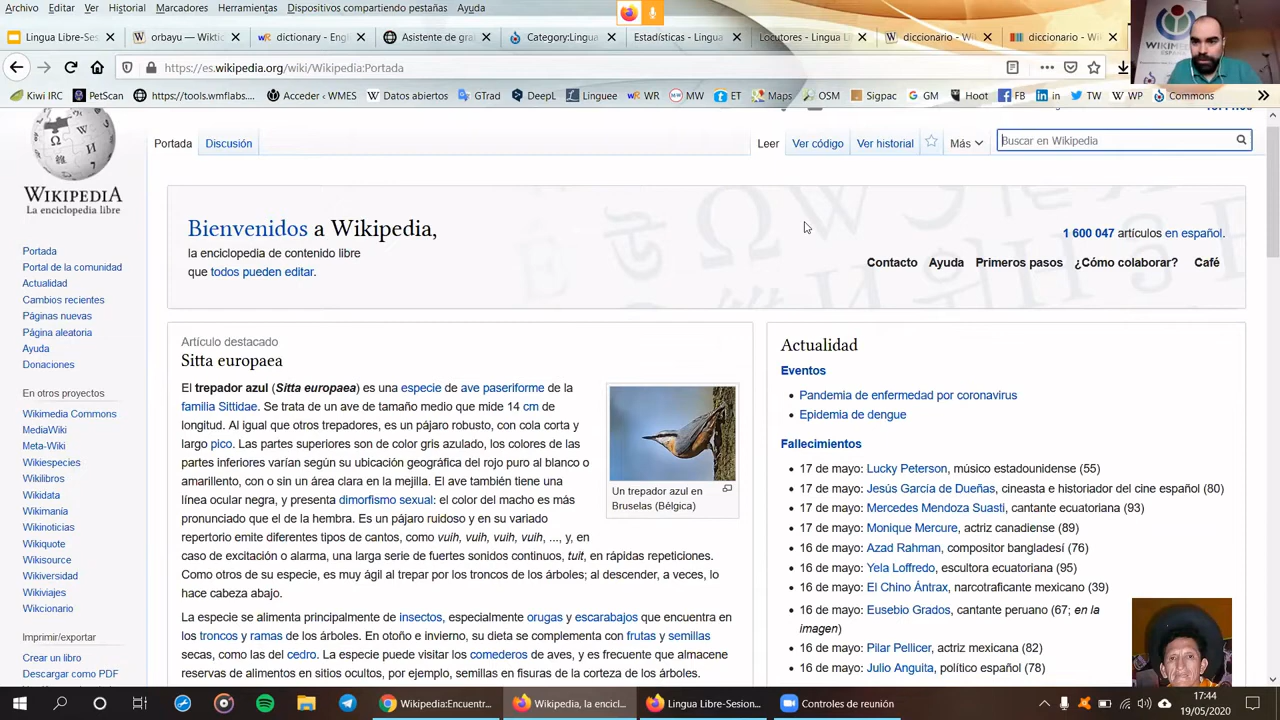 Archivo Editar Ver Historial Marcadores Herramientas Dispositivos compartiendo pestañas Ayuda
Lingua Libre-Ses orbayu — Wiktic dictionary - Engli Asistente de gra Category:Lingua Estadísticas - Lingua Locutores - Lingua Li diccionario — Wi diccionario - Wi
https://es.wikipedia.org/wiki/Wikipedia:Portada
WIKIMEDIA
ESPAÑA
Kiwi IRC PetScan https://tools.wmflabs... Acceder ‹› WMES Datos abiertos GTrad DeepL Linguee WR MW ET Maps OSM Sigpac GM Hoot FB in TW WP Commons
Portada Discusión Leer Ver código Ver historial Más Buscar en Wikipedia
WIKIPEDIA
La enciclopedia libre
Portada
Portal de la comunidad
Actualidad
Cambios recientes
Páginas nuevas
Página aleatoria
Ayuda
Donaciones
En otros proyectos
Wikimedia Commons
MediaWiki
Meta-Wiki
Wikiespecies
Wikilibros
Wikidata
Wikimanía
Wikinoticias
Wikiquote
Wikisource
Wikiversidad
Wikiviajes
Wikcionario
Imprimir/exportar
Crear un libro
Descargar como PDF
Bienvenidos a Wikipedia,
la enciclopedia de contenido libre
que todos pueden editar.
1 600 047 artículos en español.
Contacto Ayuda Primeros pasos ¿Cómo colaborar? Café
Artículo destacado
Sitta europaea
El trepador azul (Sitta europaea) es una especie de ave paseriforme de la
familia Sittidae. Se trata de un ave de tamaño medio que mide 14 cm de
longitud. Al igual que otros trepadores, es un pájaro robusto, con cola corta y
largo pico. Las partes superiores son de color gris azulado, los colores de las
partes inferiores varían según su ubicación geográfica del rojo puro al blanco o
amarillento, con o sin un área clara en la mejilla. El ave también tiene una
línea ocular negra, y presenta dimorfismo sexual: el color del macho es más
pronunciado que el de la hembra. Es un pájaro ruidoso y en su variado
repertorio emite diferentes tipos de cantos, como vuih, vuih, vuih, vuih, ..., y, en
caso de excitación o alarma, una larga serie de fuertes sonidos continuos, tuit, en rápidas repeticiones.
Como otros de su especie, es muy ágil al trepar por los troncos de los árboles; al descender, a veces, lo
hace cabeza abajo.
Un trepador azul en
Bruselas (Bélgica)
La especie se alimenta principalmente de insectos, especialmente orugas y escarabajos que encuentra en
los troncos y ramas de los árboles. En otoño e invierno, su dieta se complementa con frutas y semillas
secas, como las del cedro. La especie puede visitar los comederos de aves, y es frecuente que almacene
reservas de alimentos en sitios ocultos, por ejemplo, semillas en fisuras de la corteza de los árboles.
Actualidad
Eventos
Pandemia de enfermedad por coronavirus
Epidemia de dengue
Fallecimientos
17 de mayo: Lucky Peterson, músico estadounidense (55)
17 de mayo: Jesús García de Dueñas, cineasta e historiador del cine español (80)
17 de mayo: Mercedes Mendoza Suasti, cantante ecuatoriana (93)
17 de mayo: Monique Mercure, actriz canadiense (89)
16 de mayo: Azad Rahman, compositor bangladesí (76)
16 de mayo: Yela Loffredo, escultora ecuatoriana (95)
16 de mayo: El Chino Ántrax, narcotraficante mexicano (39)
16 de mayo: Eusebio Grados, cantante peruano (67; en la
imagen)
16 de mayo: Pilar Pellicer, actriz mexicana (82)
16 de mayo: Julio Anguita, político español (78)
Wikipedia:Encuentr... Wikipedia, la encicl... Lingua Libre-Sesion... Controles de reunión
17:44
19/05/2020